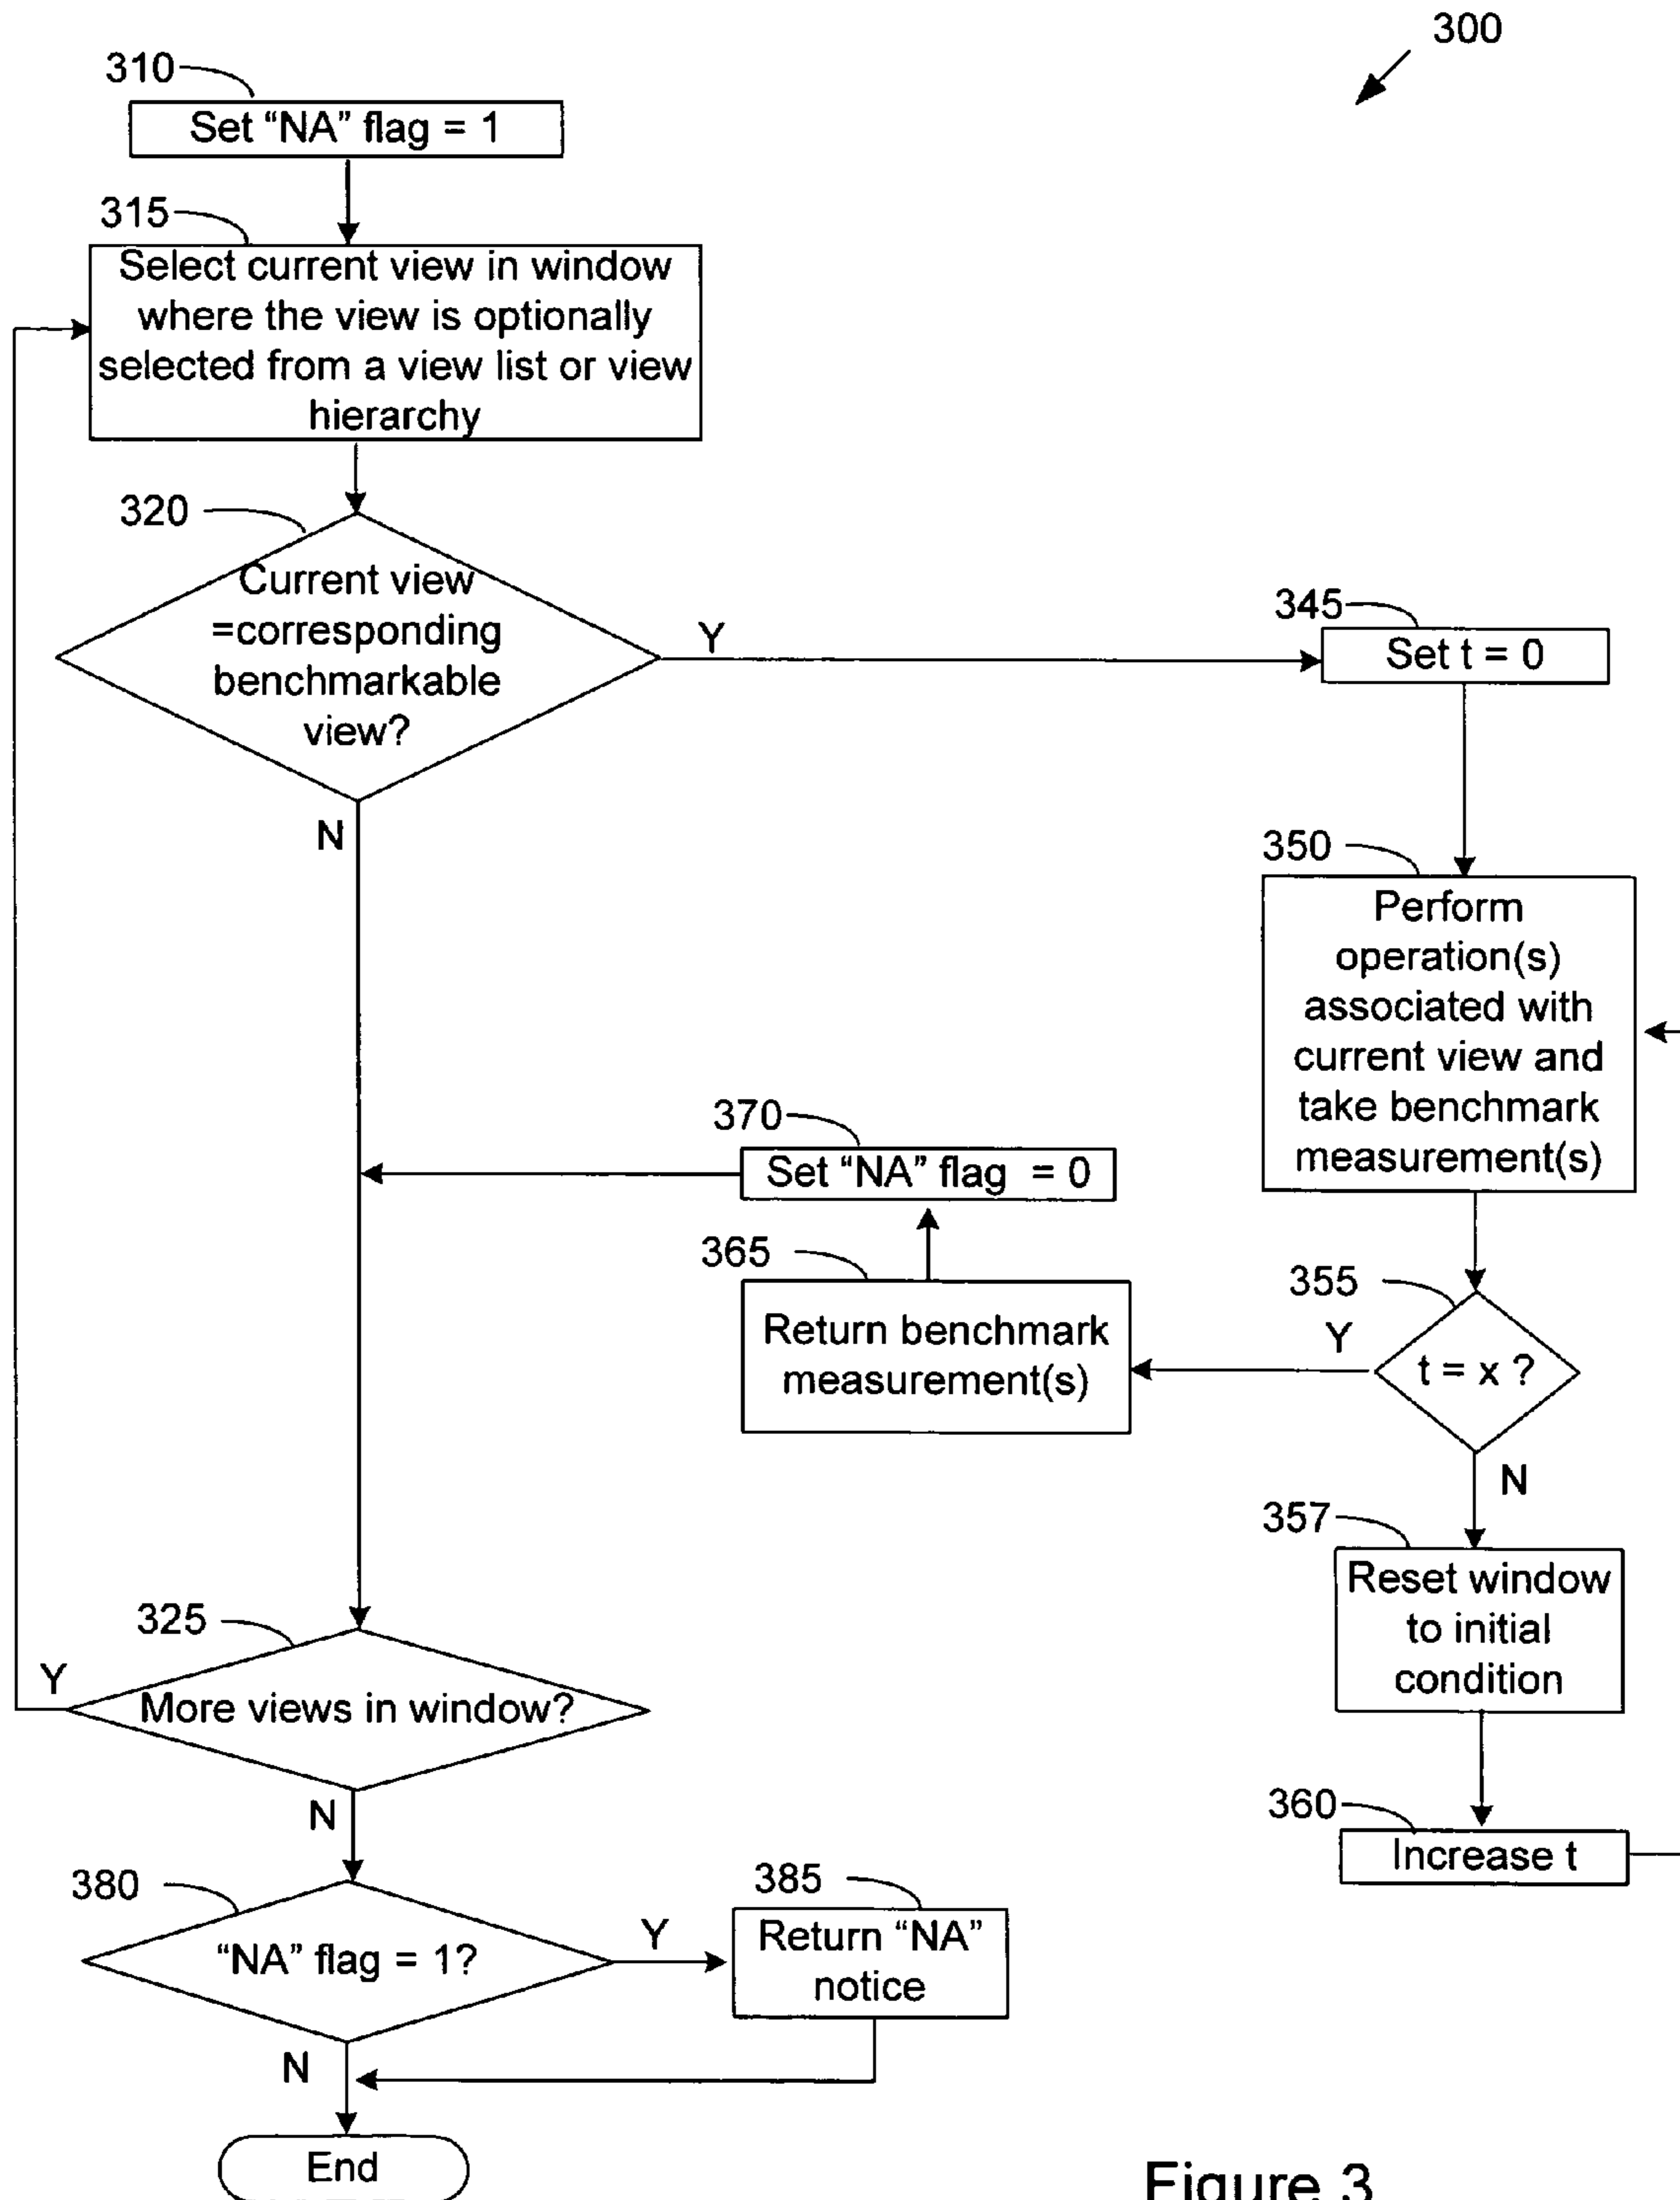 300
310
Set “NA” flag = 1
315
Select current view in window
where the view is optionally
selected from a view list or view
hierarchy
320
Current view
=corresponding
benchmarkable
view?
Y
N
345
Set t = 0
350
Perform
operation(s)
associated with
current view and
take benchmark
measurement(s)
355
t = x ?
Y
N
357
Reset window
to initial
condition
360
Increase t
365
Return benchmark
measurement(s)
370
Set “NA” flag = 0
325
More views in window?
Y
N
380
“NA” flag = 1?
Y
N
385
Return “NA”
notice
End
Figure 3